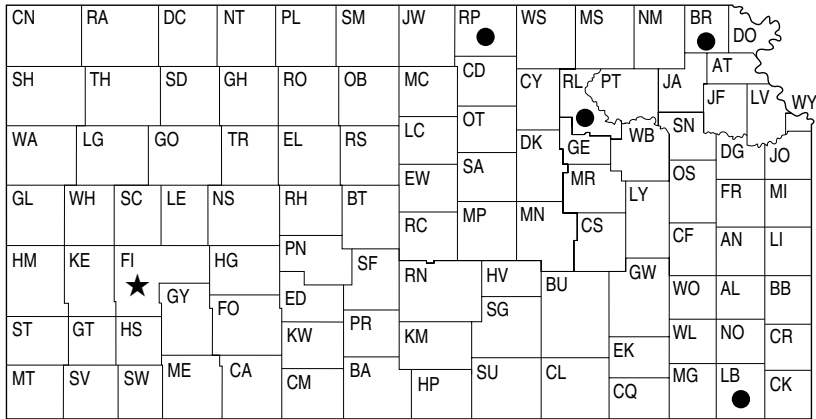 CN RA DC NT PL SM JW RP WS MS NM BR DO
SH TH SD GH RO OB MC CD CY RL PT JA AT
JF LV WY
WA LG GO TR EL RS LC OT DK GE WB SN
DG JO
GL WH SC LE NS RH BT EW SA MR LY OS FR MI
RC MP MN CS
HM KE FI HG PN SF CF AN LI
RN HV BU GW
GY ED SG WO AL BB
FO
ST GT HS KW PR KM WL NO CR
EK
MT SV SW ME CA CM BA HP SU CL CQ MG LB CK